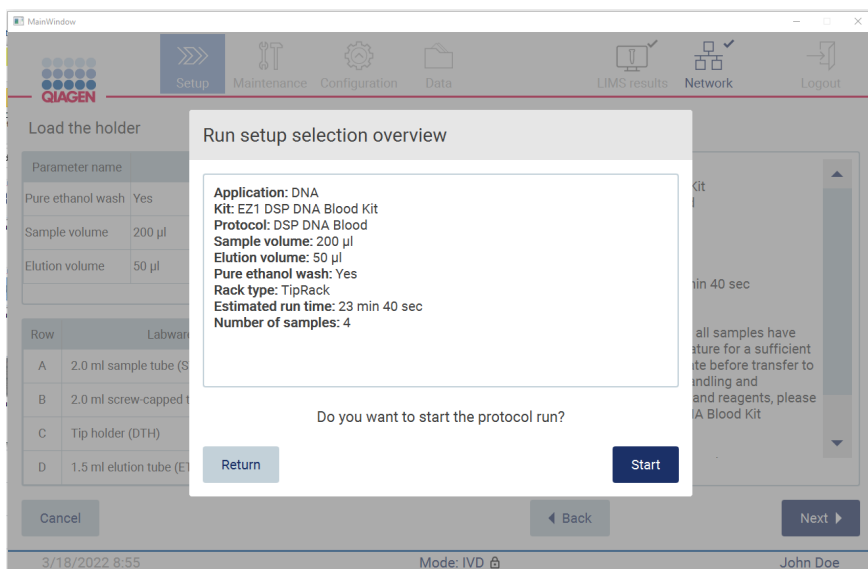 MainWindow
QIAGEN
Setup
Maintenance
Configuration
Data
LIMS results
Network
Logout
Load the holder
Parameter name
Pure ethanol wash Yes
Sample volume 200 µl
Elution volume 50 µl
Row Labware
A 2.0 ml sample tube (S
B 2.0 ml screw-capped t
C Tip holder (DTH)
D 1.5 ml elution tube (ET
Run setup selection overview
Application: DNA
Kit: EZ1 DSP DNA Blood Kit
Protocol: DSP DNA Blood
Sample volume: 200 µl
Elution volume: 50 µl
Pure ethanol wash: Yes
Rack type: TipRack
Estimated run time: 23 min 40 sec
Number of samples: 4
Do you want to start the protocol run?
Return
Start
Kit
in 40 sec
all samples have
ature for a sufficient
te before transfer to
ndling and
and reagents, please
IA Blood Kit
Cancel
Back
Next
3/18/2022 8:55
Mode: IVD
John Doe